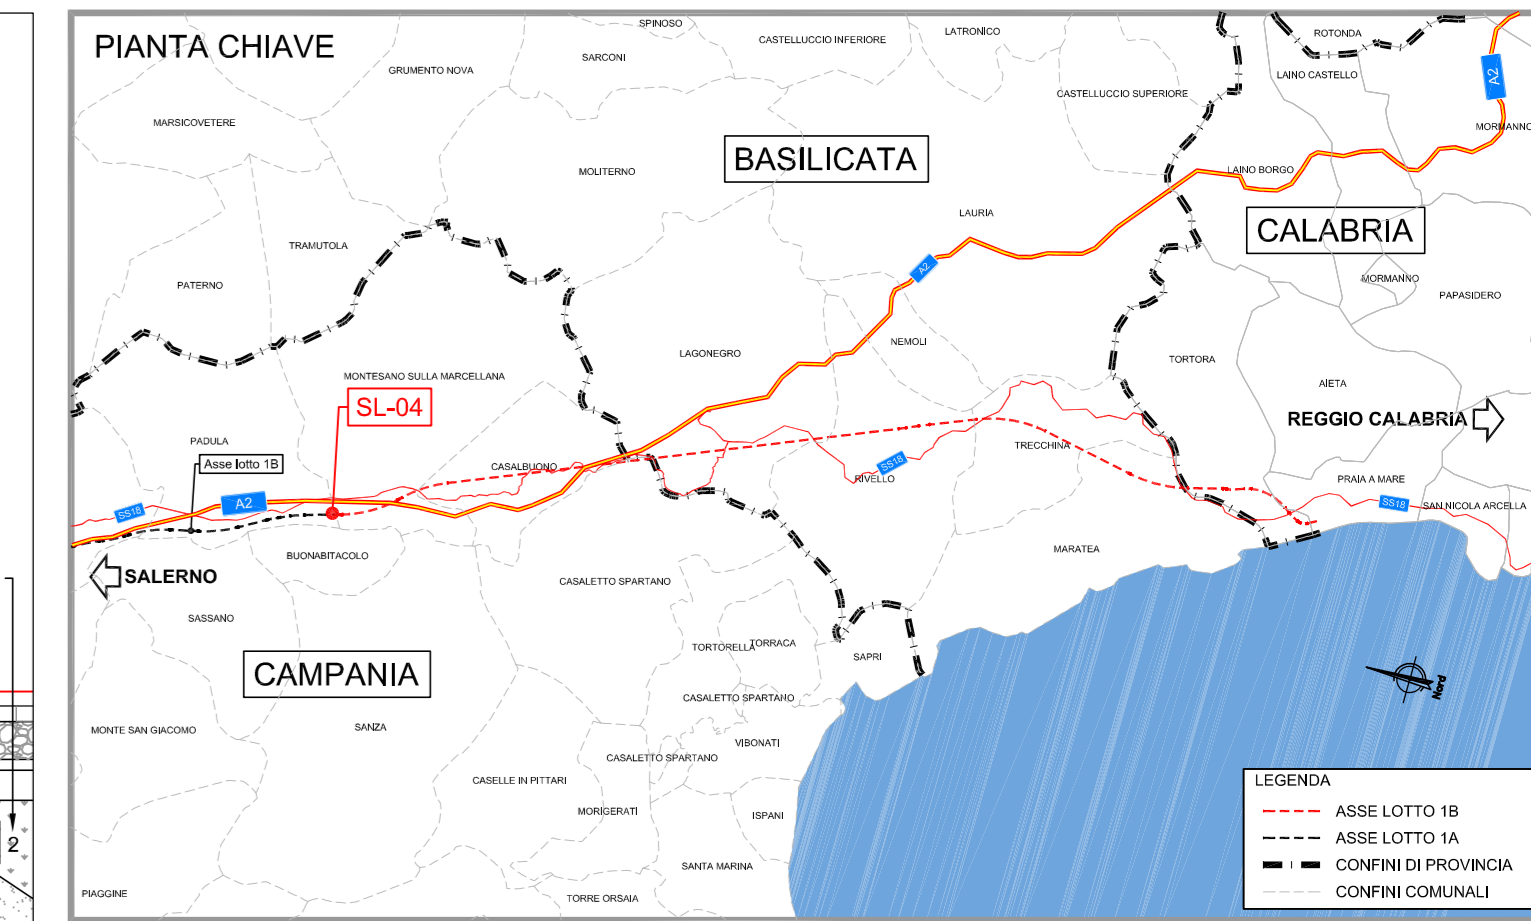 PIANTA CHIAVE
SPINOSO
CASTELLUCCIO INFERIORE
LATRONICO
ROTONDA
SARCONI
GRUMENTO NOVA
LAINO CASTELLO
A2
CASTELLUCCIO SUPERIORE
MARSICOVETERE
MORMANNO
BASILICATA
MOLITERNO
LAINO BORGO
LAURIA
CALABRIA
TRAMUTOLA
A2
MORMANNO
PATERNO
PAPASIDERO
NEMOLI
LAGONEGRO
TORTORA
MONTESANO SULLA MARCELLANA
AIETA
SL-04
REGGIO CALABRIA
PADULA
TRECCHINA
Asse lotto 1B
CASALBUONO
SS18
RIVELLO
PRAIA A MARE
A2
SS18
SAN NICOLA ARCELLA
SS18
BUONABITACOLO
MARATEA
SALERNO
CASALETTO SPARTANO
SASSANO
TORTORELLA
TORRACA
SAPRI
CAMPANIA
Nord
CASALETTO SPARTANO
SANZA
MONTE SAN GIACOMO
VIBONATI
CASALETTO SPARTANO
CASELLE IN PITTARI
MORIGERATI
ISPANI
SANTA MARINA
PIAGGINE
TORRE ORSAIA
LEGENDA
ASSE LOTTO 1B
ASSE LOTTO 1A
CONFINI DI PROVINCIA
CONFINI COMUNALI
2